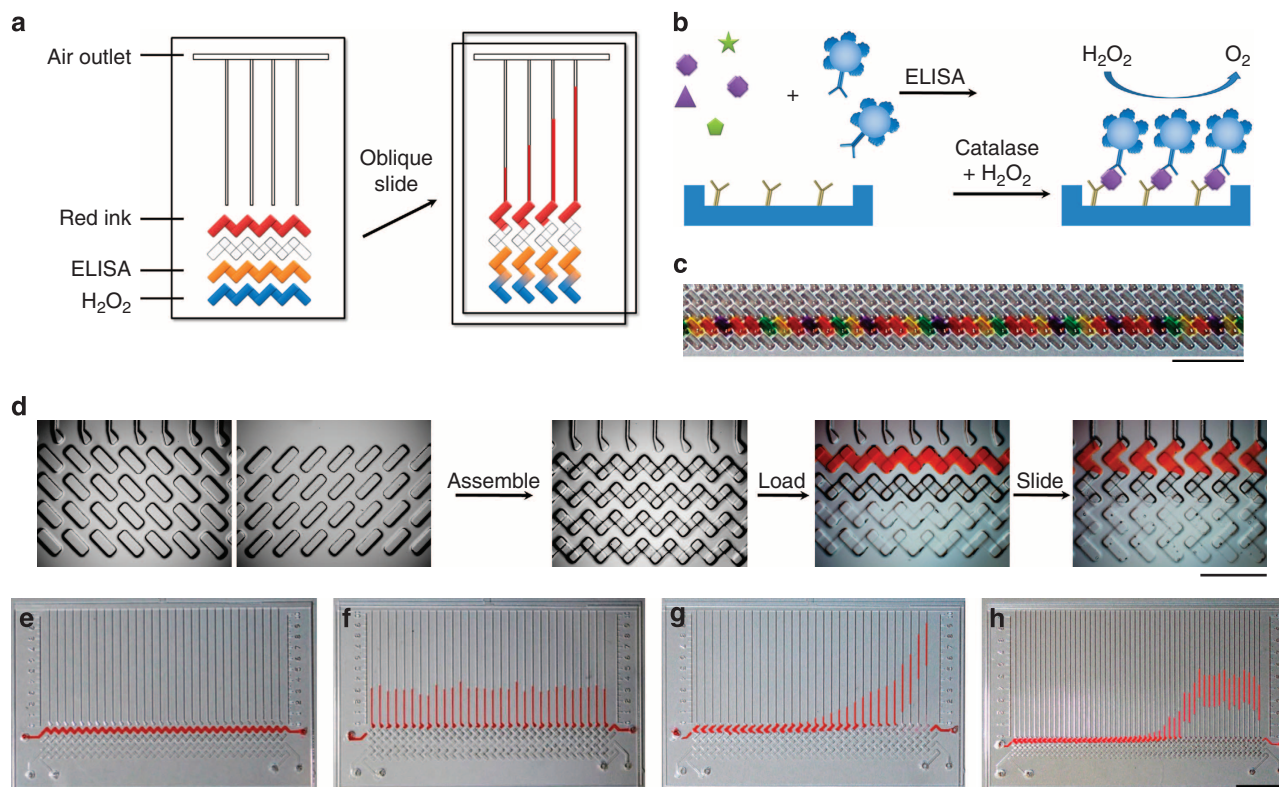 a
Air outlet
Red ink
ELISA
H₂O₂
Oblique
slide
b
+
ELISA
Catalase
+ H₂O₂
H₂O₂
O₂
c
d
Assemble
Load
Slide
e
f
g
h